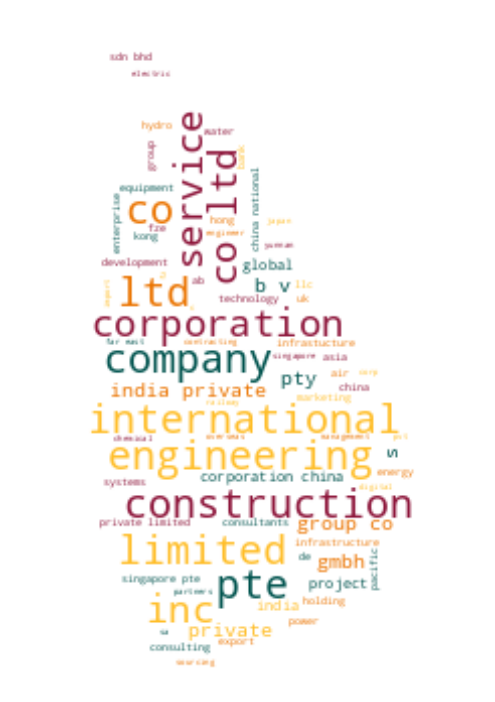 sdn bhd
electric
hydro
water
group
service
co ltd
bank
equipment
china national
enterprise
co
fze
hong
japan
kong
engineer
yunnan
development
global
ab
ltd
b v
llc
export
technology
uk
corporation
far east
contracting
infrastucture
company
singapore
asia
pty
air
corp
india private
china
marketing
railway
international
chemical
overseas
management
engineering
s
corporation china
energy
systems
digital
construction
private limited
consultants
group co
limited
infrastructure
de
gmbh
pacific
singapore pte
pte
project
partners
inc
india
holding
power
sa
private
export
consulting
sourcing